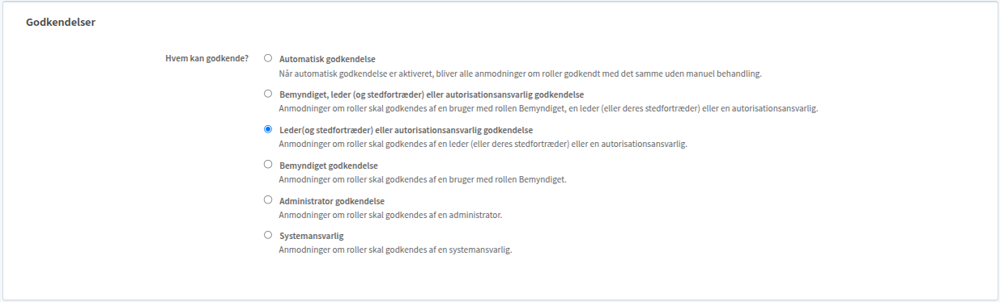 Godkendelser
Hvem kan godkende?
Automatisk godkendelse
Når automatisk godkendelse er aktiveret, bliver alle anmodninger om roller godkendt med det samme uden manuel behandling.
Bemyndiget, leder (og stedfortræder) eller autorisationsansvarlig godkendelse
Anmodninger om roller skal godkendes af en bruger med rollen Bemyndiget, en leder (eller deres stedfortræder) eller en autorisationsansvarlig.
Leder(og stedfortræder) eller autorisationsansvarlig godkendelse
Anmodninger om roller skal godkendes af en leder (eller deres stedfortræder) eller en autorisationsansvarlig.
Bemyndiget godkendelse
Anmodninger om roller skal godkendes af en bruger med rollen Bemyndiget.
Administrator godkendelse
Anmodninger om roller skal godkendes af en administrator.
Systemansvarlig
Anmodninger om roller skal godkendes af en systemansvarlig.